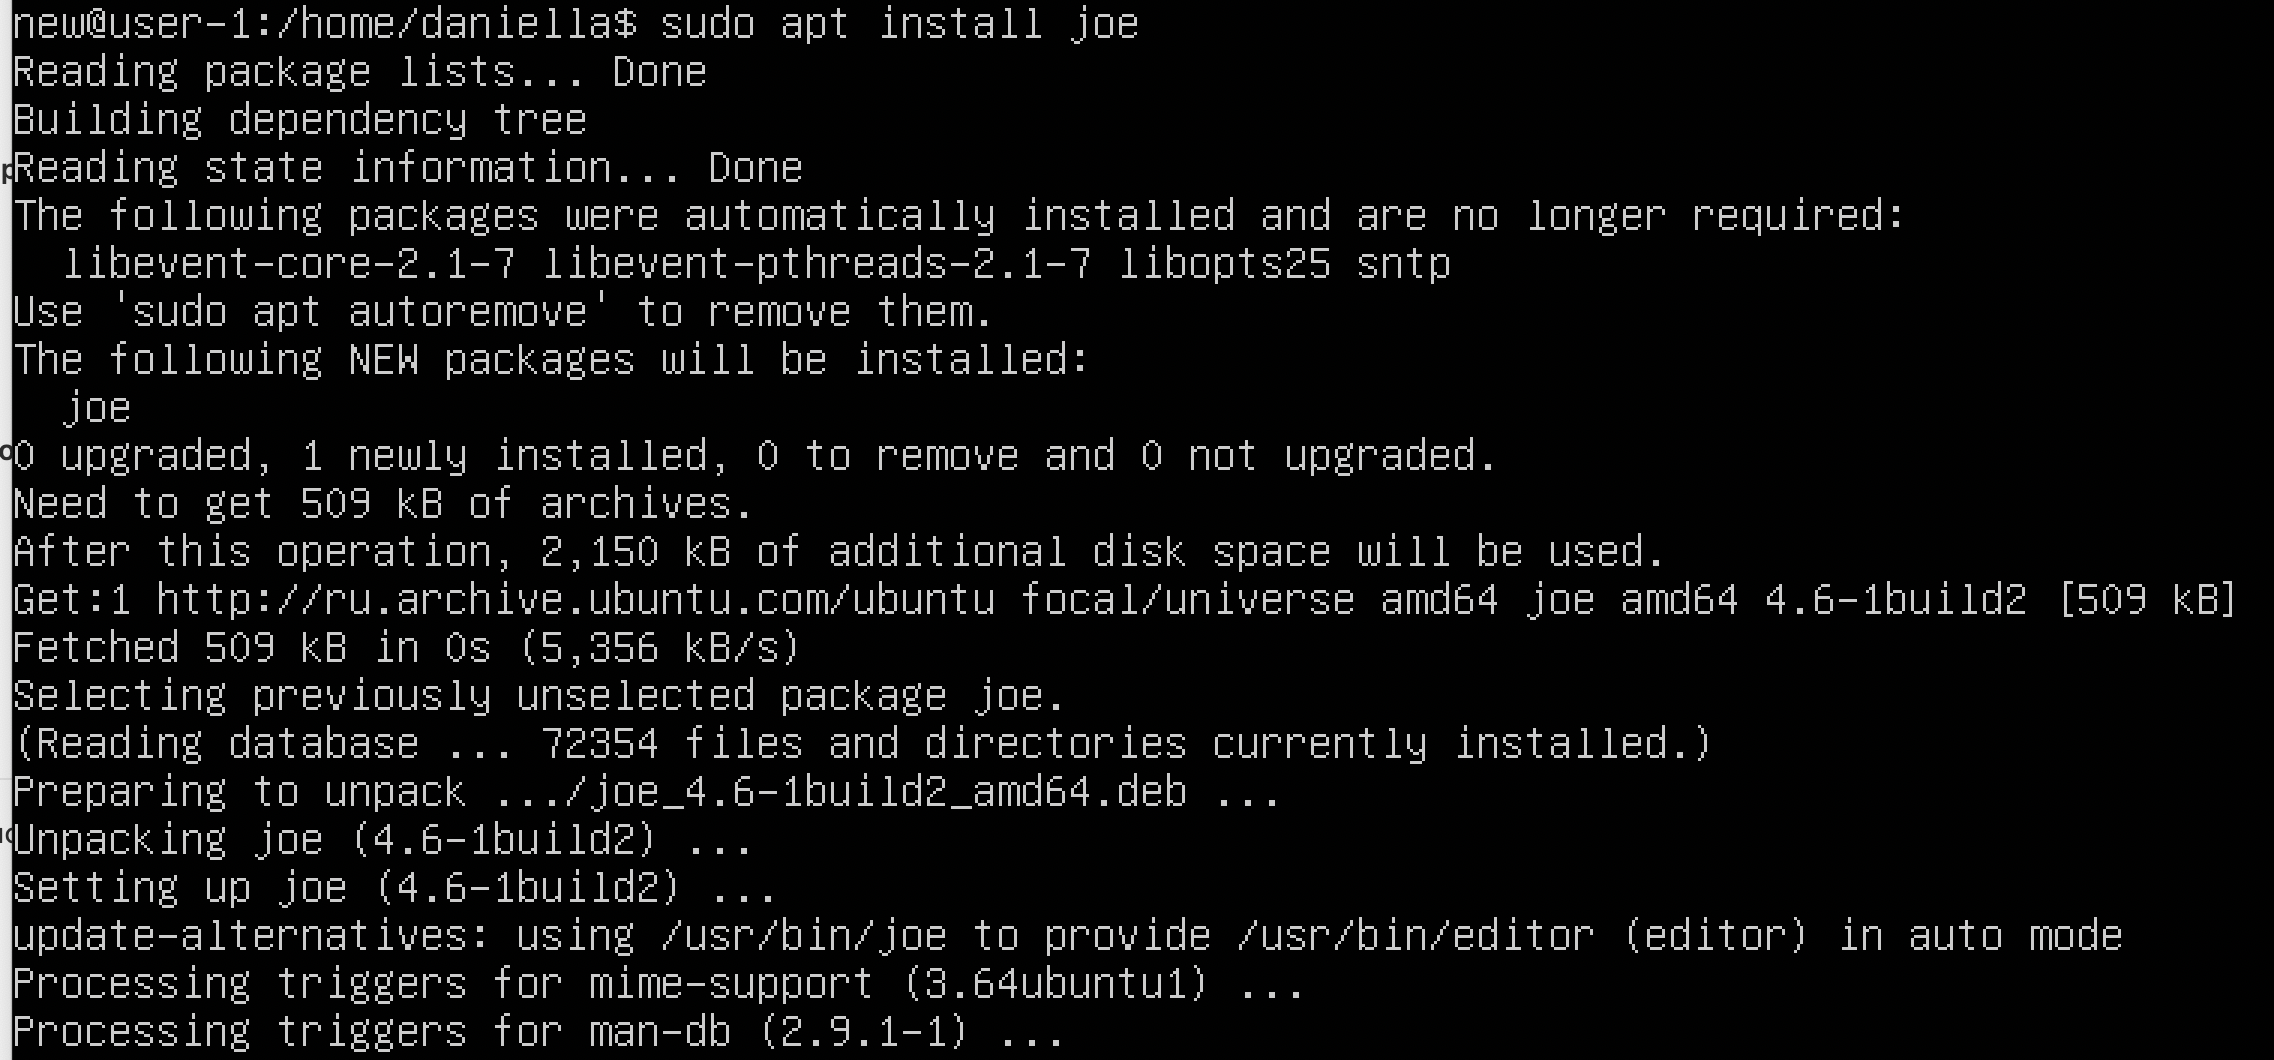 new@user-1:/home/daniella$ sudo apt install joe
Reading package lists... Done
Building dependency tree
Reading state information... Done
The following packages were automatically installed and are no longer required:
  libevent-core-2.1-7 libevent-pthreads-2.1-7 libopts25 sntp
Use 'sudo apt autoremove' to remove them.
The following NEW packages will be installed:
  joe
0 upgraded, 1 newly installed, 0 to remove and 0 not upgraded.
Need to get 509 kB of archives.
After this operation, 2,150 kB of additional disk space will be used.
Get:1 http://ru.archive.ubuntu.com/ubuntu focal/universe amd64 joe amd64 4.6-1build2 [509 kB]
Fetched 509 kB in 0s (5,356 kB/s)
Selecting previously unselected package joe.
(Reading database ... 72354 files and directories currently installed.)
Preparing to unpack .../joe_4.6-1build2_amd64.deb ...
Unpacking joe (4.6-1build2) ...
Setting up joe (4.6-1build2) ...
update-alternatives: using /usr/bin/joe to provide /usr/bin/editor (editor) in auto mode
Processing triggers for mime-support (3.64ubuntu1) ...
Processing triggers for man-db (2.9.1-1) ...